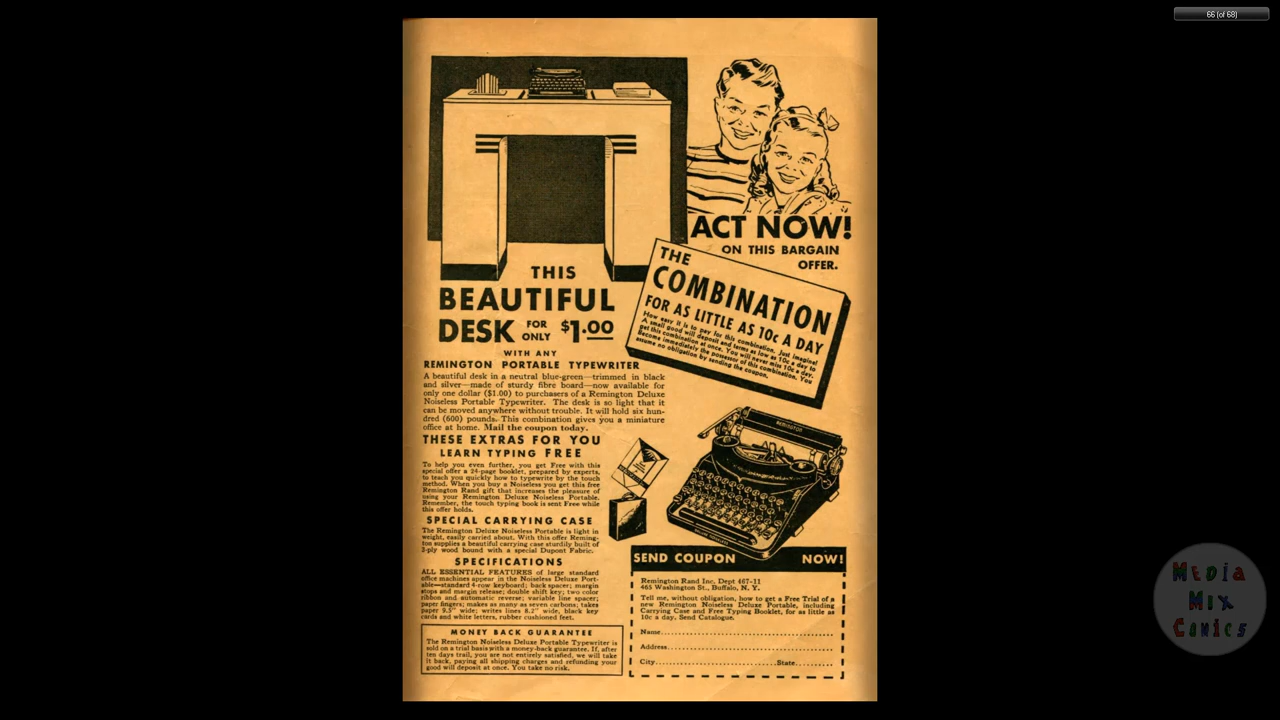 66 (of 68)
ACT NOW!
ON THIS BARGAIN
OFFER.
THE
COMBINATION
FOR AS LITTLE AS 10c A DAY
How easy it is to pay for this combination. Just imagine!
A small good will deposit and terms as low as 10c a day to
get this combination at once. You will never miss 10c a day.
Become immediately the possessor of this combination. You
assume no obligation by sending the coupon.
THIS
BEAUTIFUL
DESK FOR ONLY $1.00
WITH ANY
REMINGTON PORTABLE TYPEWRITER
A beautiful desk in a neutral blue-green—trimmed in black
and silver—made of sturdy fibre board—now available for
only one dollar ($1.00) to purchasers of a Remington Deluxe
Noiseless Portable Typewriter. The desk is so light that it
can be moved anywhere without trouble. It will hold six hun-
dred (600) pounds. This combination gives you a miniature
office at home. Mail the coupon today.
THESE EXTRAS FOR YOU
LEARN TYPING FREE
To help you even further, you get Free with this
special offer a 24-page booklet, prepared by experts,
to teach you quickly how to typewrite by the touch
method. When you buy a Noiseless you get this free
Remington Rand gift that increases the pleasure of
using your Remington Deluxe Noiseless Portable.
Remember, the touch typing book is sent Free while
this offer holds.
SPECIAL CARRYING CASE
The Remington Deluxe Noiseless Portable is light in
weight, easily carried about. With this offer Reming-
ton supplies a beautiful carrying case sturdily built of
3-ply wood bound with a special Dupont Fabric.
SPECIFICATIONS
ALL ESSENTIAL FEATURES of large standard
office machines appear in the Noiseless Deluxe Port-
able—standard 4-row keyboard; back spacer; margin
stops and margin release; double shift key; two color
ribbon and automatic reverse; variable line spacer;
paper fingers; makes as many as seven carbons; takes
paper 9.5" wide; writes lines 8.2" wide, black key
cards and white letters, rubber cushioned feet.
MONEY BACK GUARANTEE
The Remington Noiseless Deluxe Portable Typewriter is
sold on a trial basis with a money-back guarantee. If, after
ten days trail, you are not entirely satisfied, we will take
it back, paying all shipping charges and refunding your
good will deposit at once. You take no risk.
REMINGTON
SEND COUPON NOW!
Remington Rand Inc. Dept 467-11
465 Washington St., Buffalo, N. Y.
Tell me, without obligation, how to get a Free Trial of a
new Remington Noiseless Deluxe Portable, including
Carrying Case and Free Typing Booklet, for as little as
10c a day. Send Catalogue.
Name
Address
City State
MEDIA
MIX
COMICS